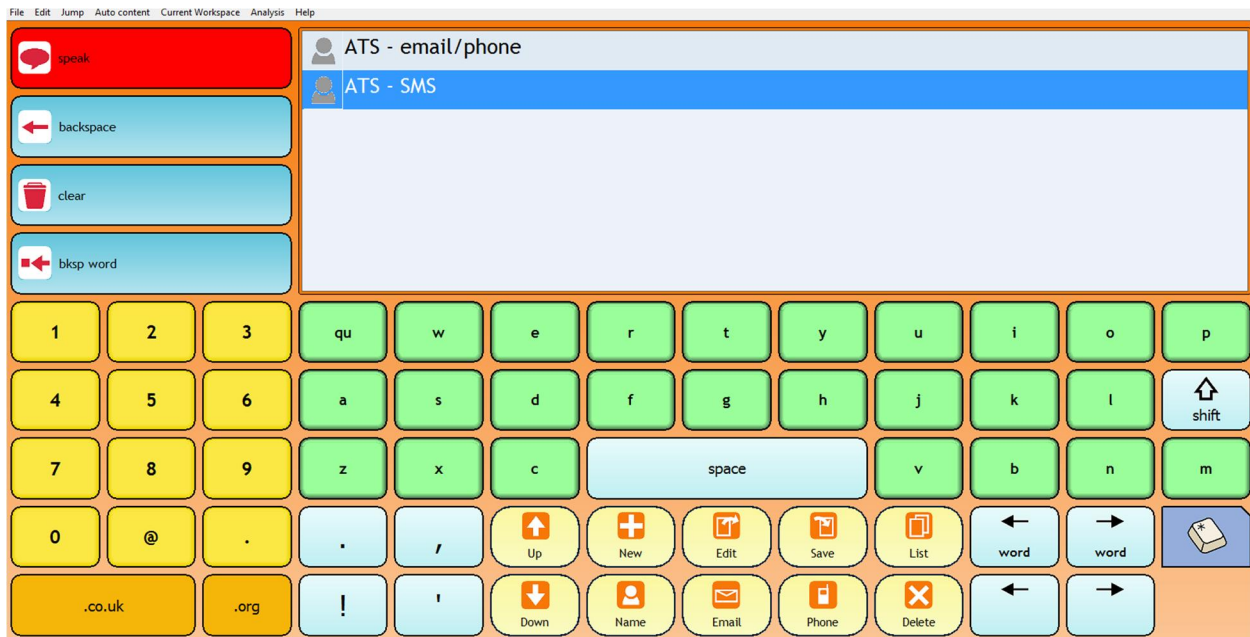 File Edit Jump Auto content Current Workspace Analysis Help
speak
ATS - email/phone
ATS - SMS
backspace
clear
bksp word
1 2 3 qu w e r t y u i o p
4 5 6 a s d f g h j k l shift
7 8 9 z x c space v b n m
0 @ . . , Up New Edit Save List word word
.co.uk .org ! ' Down Name Email Phone Delete